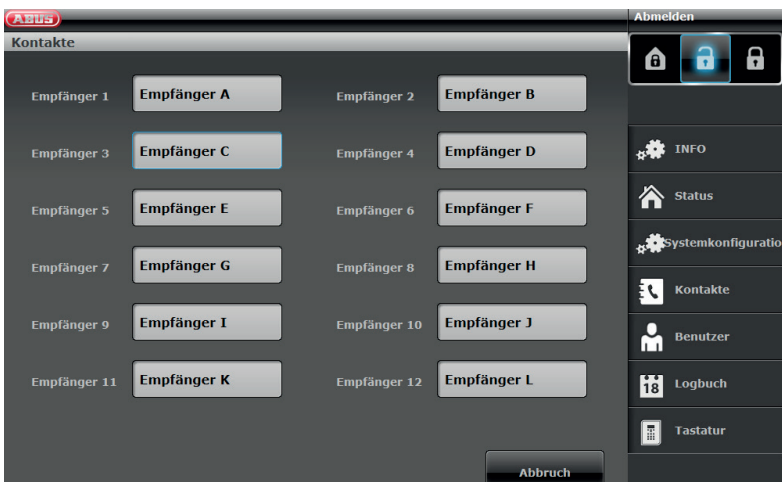 ABUS
Abmelden
Kontakte
Empfänger 1 Empfänger A Empfänger 2 Empfänger B
Empfänger 3 Empfänger C Empfänger 4 Empfänger D
Empfänger 5 Empfänger E Empfänger 6 Empfänger F
Empfänger 7 Empfänger G Empfänger 8 Empfänger H
Empfänger 9 Empfänger I Empfänger 10 Empfänger J
Empfänger 11 Empfänger K Empfänger 12 Empfänger L
Abbruch
INFO
Status
Systemkonfiguratio
Kontakte
Benutzer
18 Logbuch
Tastatur